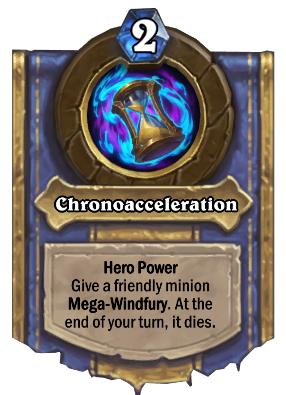 2
Chronoacceleration
Hero Power
Give a friendly minion
Mega-Windfury. At the
end of your turn, it dies.